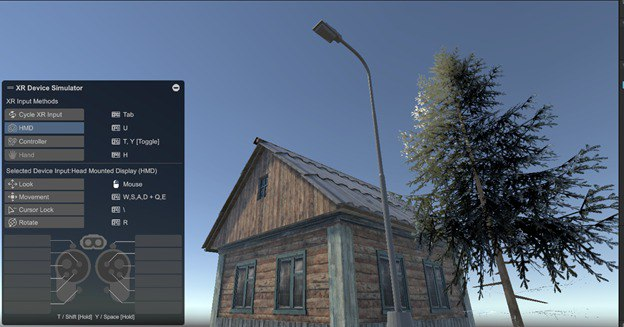 XR Device Simulator
XR Input Methods
Cycle XR Input Tab
HMD U
Controller T, Y [Toggle]
Hand H
Selected Device Input:Head Mounted Display (HMD)
Look Mouse
Movement W,S,A,D + Q,E
Cursor Lock \
Rotate R
T / Shift [Hold] Y / Space [Hold]